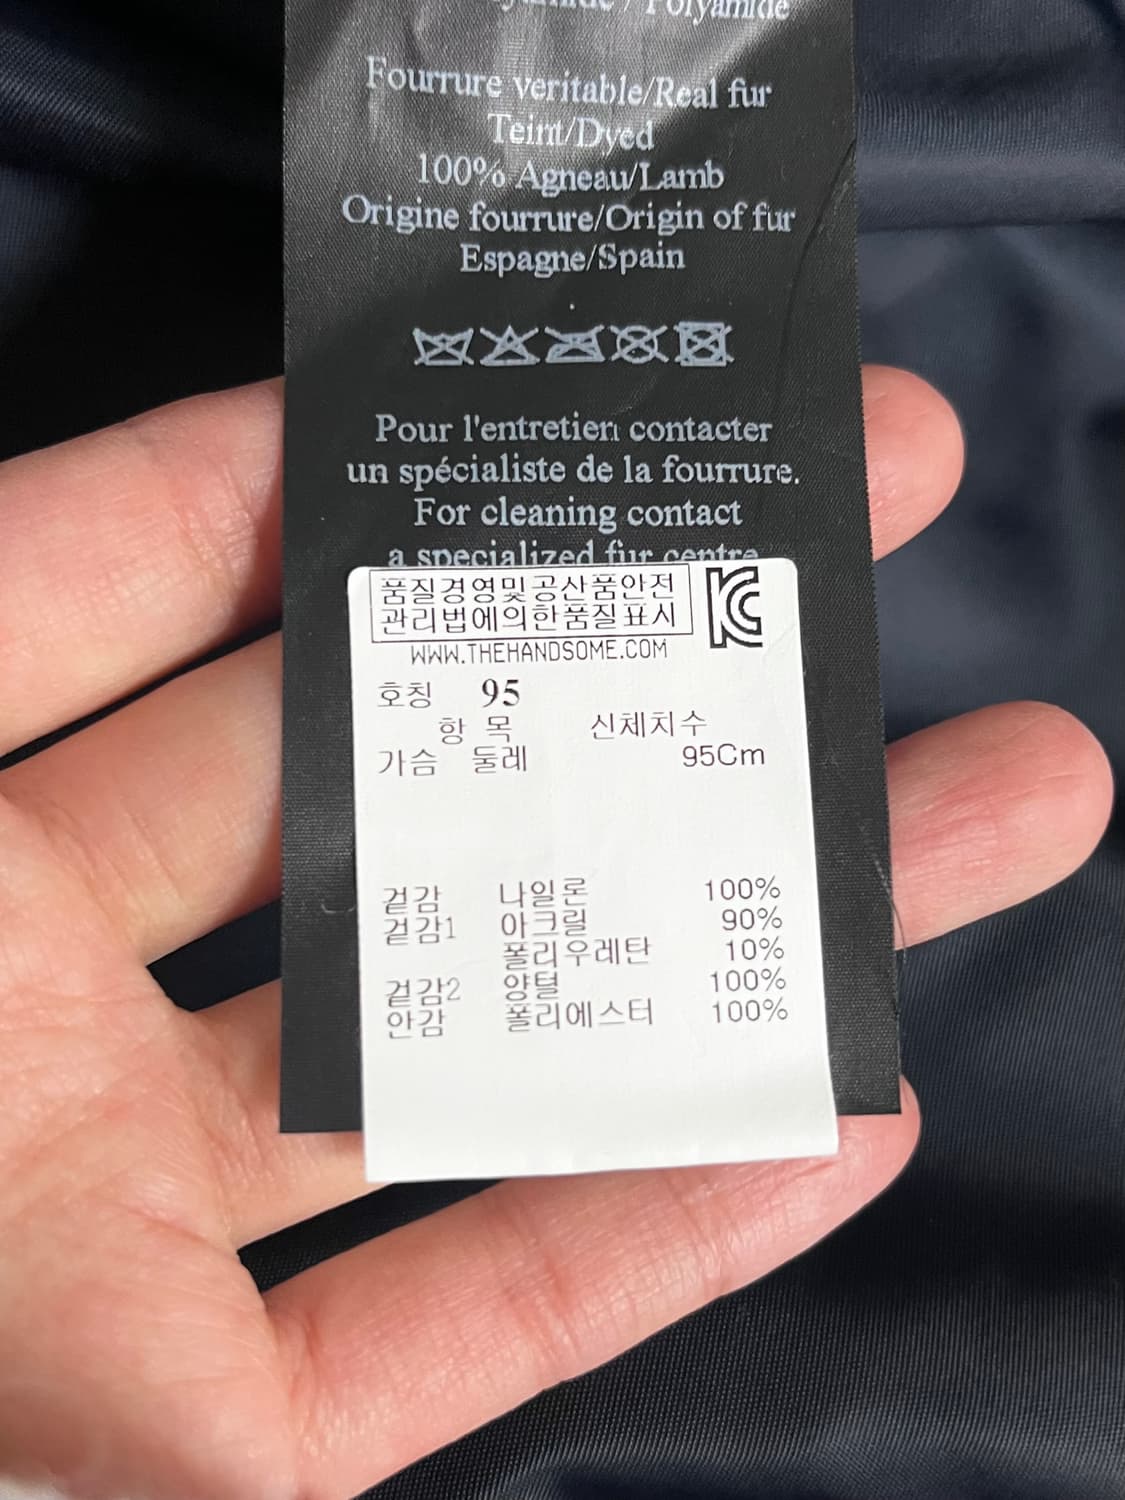 / Polyamide
Fourrure veritable/Real fur
Teint/Dyed
100% Agneau/Lamb
Origine fourrure/Origin of fur
Espagne/Spain
Pour l'entretien contacter
un spécialiste de la fourrure.
For cleaning contact
a specialized fur centre
품질경영및공산품안전
관리법에의한품질표시
WWW.THEHANDSOME.COM
호칭 95
항 목 신체치수
가슴 둘레 95Cm
겉감 나일론 100%
겉감1 아크릴 90%
폴리우레탄 10%
겉감2 양털 100%
안감 폴리에스터 100%